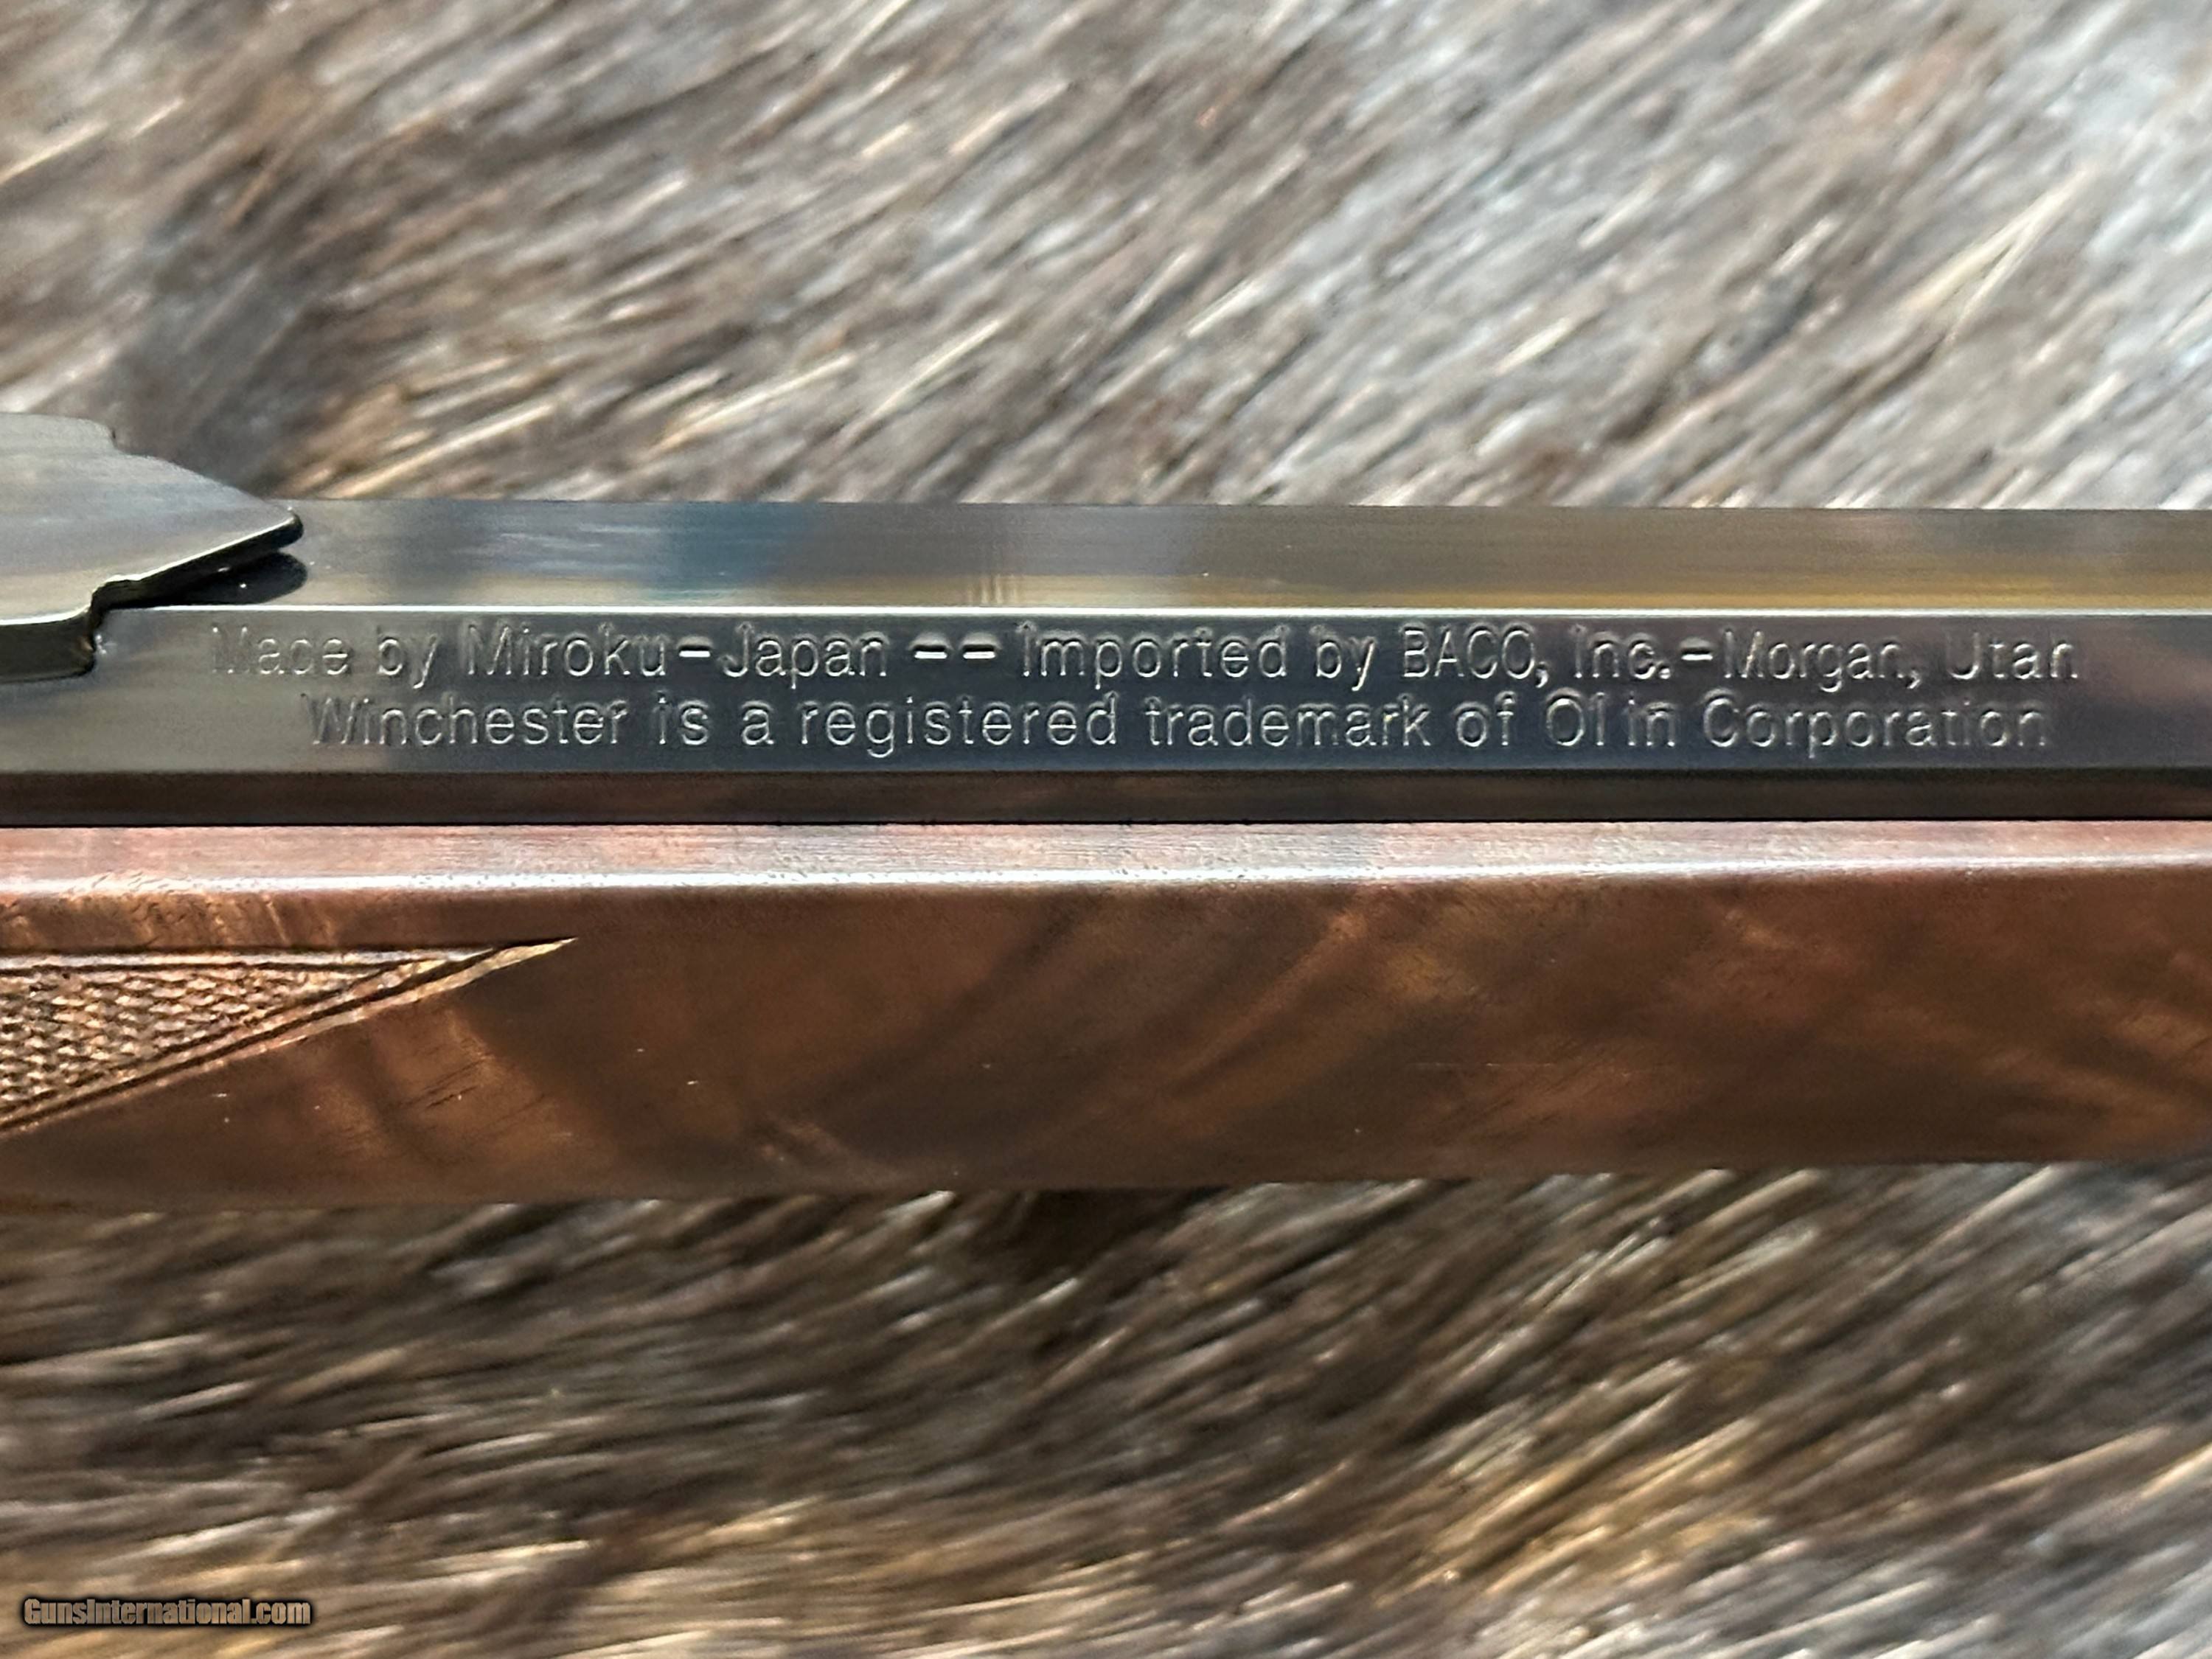 Made by Miroku-Japan -- Imported by BACO, Inc.-Morgan, Utah
Winchester is a registered trademark of Olin Corporation
GunsInternational.com